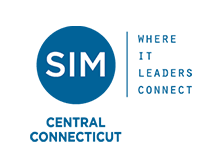 SIM
CENTRAL
CONNECTICUT
WHERE
IT
LEADERS
CONNECT